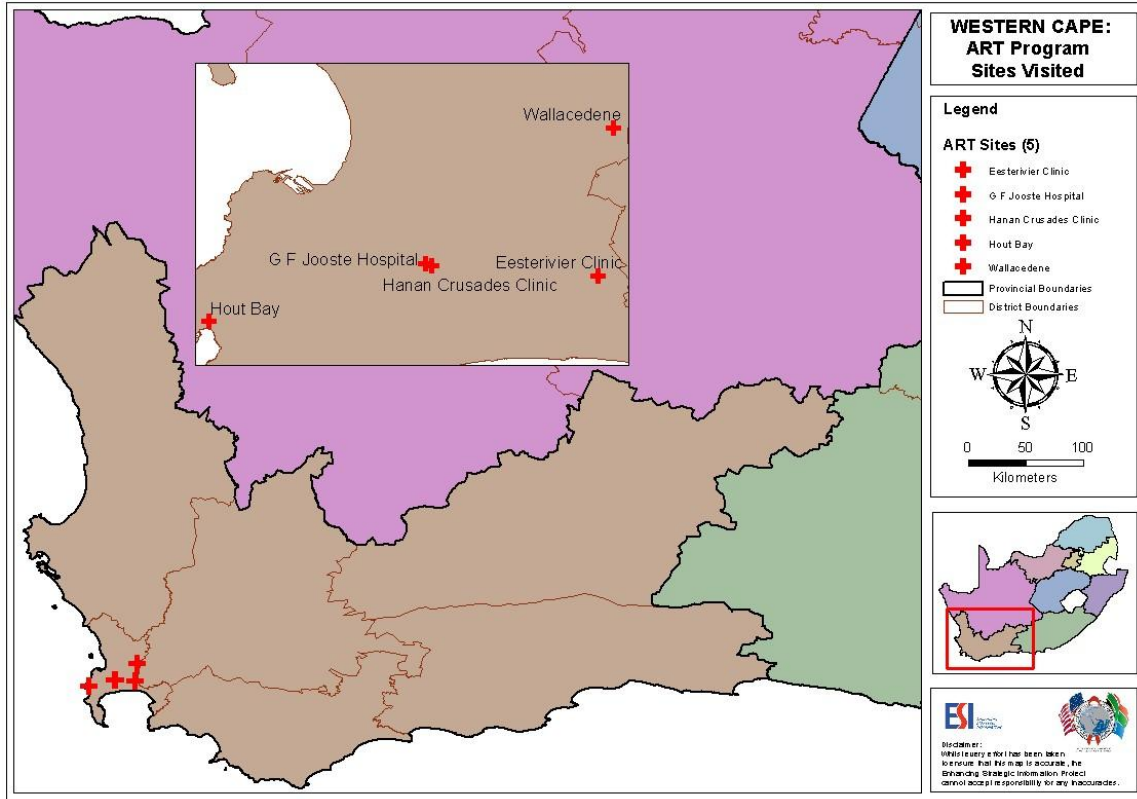 WESTERN CAPE:
ART Program
Sites Visited
Wallacedene
G F Jooste Hospital
Eesterivier Clinic
Hanan Crusades Clinic
Hout Bay
Legend
ART Sites (5)
Eesterivier Clinic
G F Jooste Hospital
Hanan Crusades Clinic
Hout Bay
Wallacedene
Provincial Boundaries
District Boundaries
N
W E
S
0 50 100
Kilometers
ESI
Disclaimer:
Whilst every effort has been taken
to ensure that this map is accurate, the
Enhancing Strategic Information Project
cannot accept responsibility for any inaccuracies.